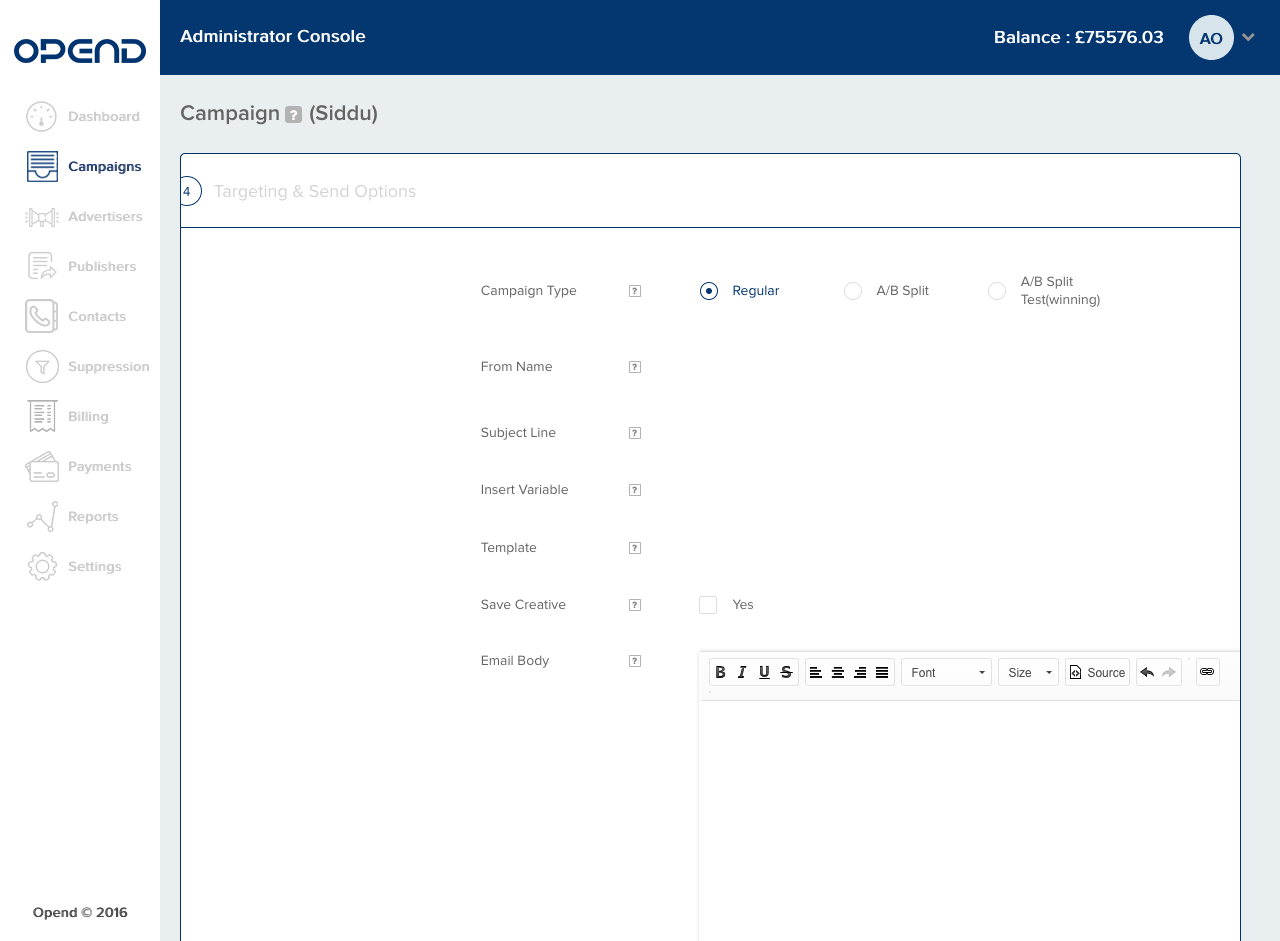 OPEND
Administrator Console
Balance : £75576.03
AO
Dashboard
Campaigns
Advertisers
Publishers
Contacts
Suppression
Billing
Payments
Reports
Settings
Opend © 2016
Campaign ? (Siddu)
4 Targeting & Send Options
Campaign Type ? Regular A/B Split A/B Split
Test(winning)
From Name ?
Subject Line ?
Insert Variable ?
Template ?
Save Creative ? Yes
Email Body ?
B I U S Font Size Source